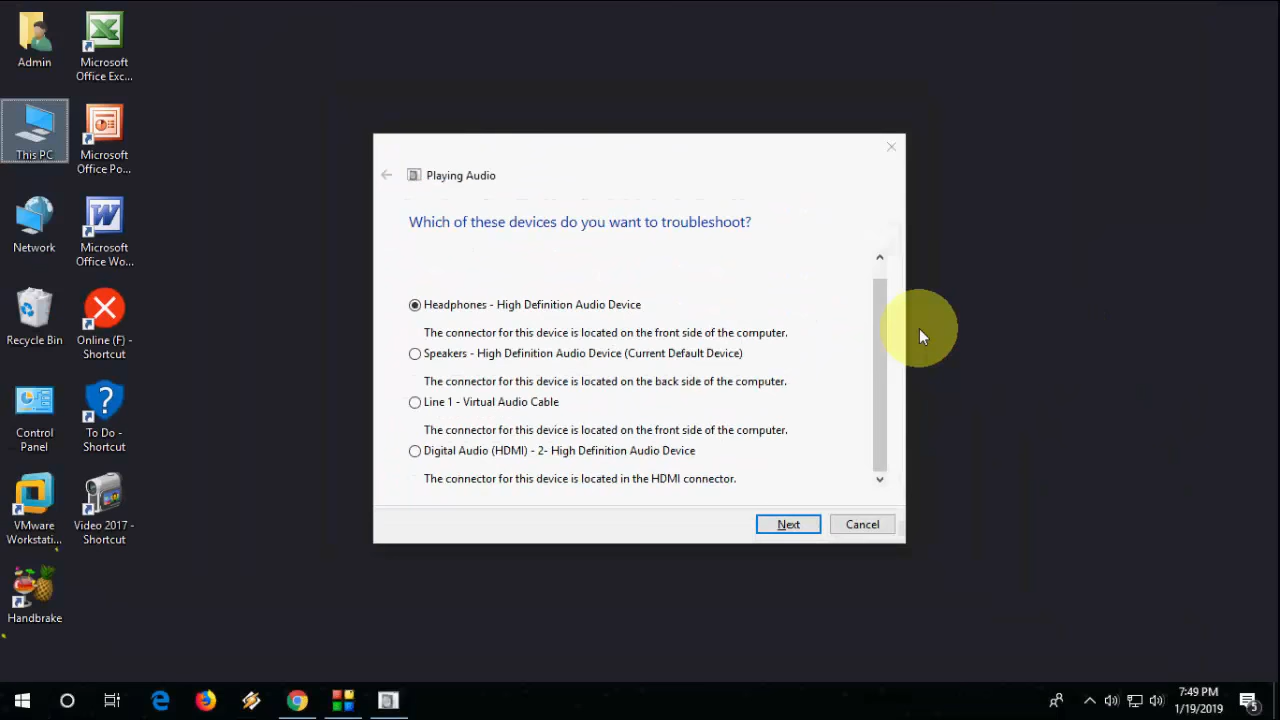 Admin
Microsoft
Office Exc...
This PC
Microsoft
Office Po...
Network
Microsoft
Office Wo...
Recycle Bin
Online (F) -
Shortcut
Control
Panel
To Do -
Shortcut
VMware
Workstati...
Video 2017 -
Shortcut
Handbrake
Playing Audio
Which of these devices do you want to troubleshoot?
Headphones - High Definition Audio Device
The connector for this device is located on the front side of the computer.
Speakers - High Definition Audio Device (Current Default Device)
The connector for this device is located on the back side of the computer.
Line 1 - Virtual Audio Cable
The connector for this device is located on the front side of the computer.
Digital Audio (HDMI) - 2- High Definition Audio Device
The connector for this device is located in the HDMI connector.
Next
Cancel
7:49 PM
1/19/2019
5